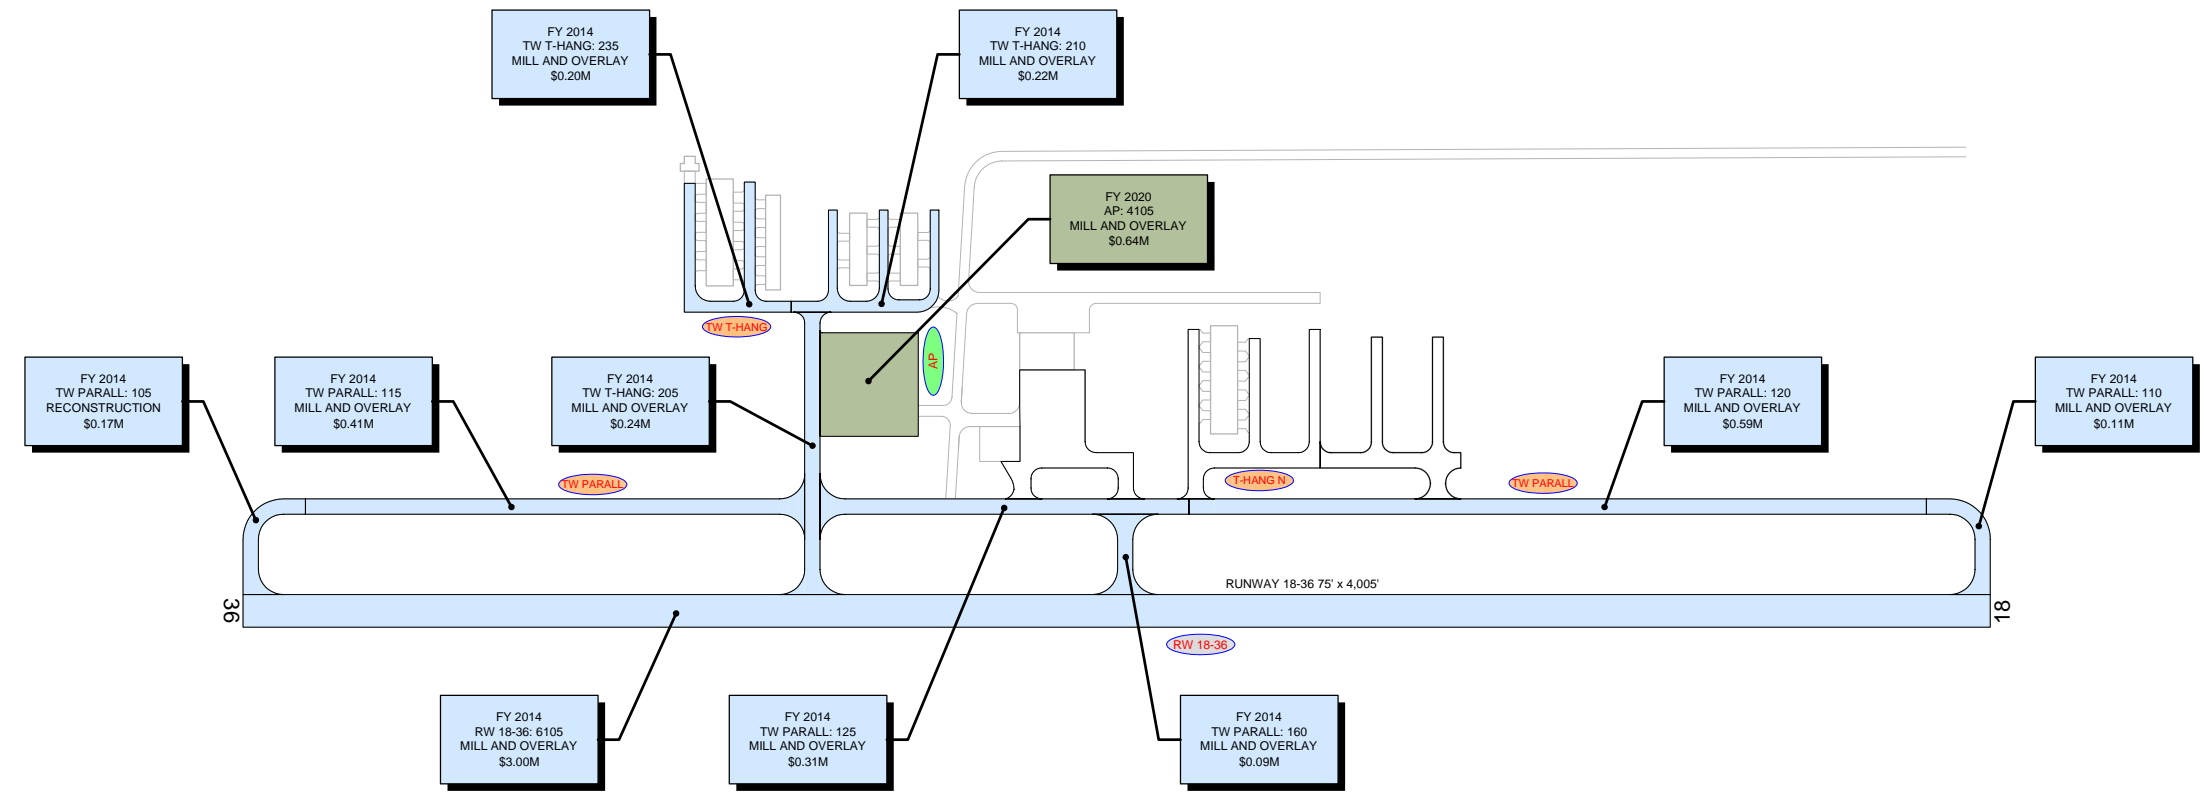 FY 2014
TW T-HANG: 235
MILL AND OVERLAY
$0.20M
FY 2014
TW T-HANG: 210
MILL AND OVERLAY
$0.22M
FY 2020
AP: 4105
MILL AND OVERLAY
$0.64M
TW T-HANG
AP
FY 2014
TW PARALL: 105
RECONSTRUCTION
$0.17M
FY 2014
TW PARALL: 115
MILL AND OVERLAY
$0.41M
FY 2014
TW T-HANG: 205
MILL AND OVERLAY
$0.24M
FY 2014
TW PARALL: 120
MILL AND OVERLAY
$0.59M
FY 2014
TW PARALL: 110
MILL AND OVERLAY
$0.11M
TW PARALL
T-HANG N
TW PARALL
RUNWAY 18-36 75' x 4,005'
36
18
RW 18-36
FY 2014
RW 18-36: 6105
MILL AND OVERLAY
$3.00M
FY 2014
TW PARALL: 125
MILL AND OVERLAY
$0.31M
FY 2014
TW PARALL: 160
MILL AND OVERLAY
$0.09M